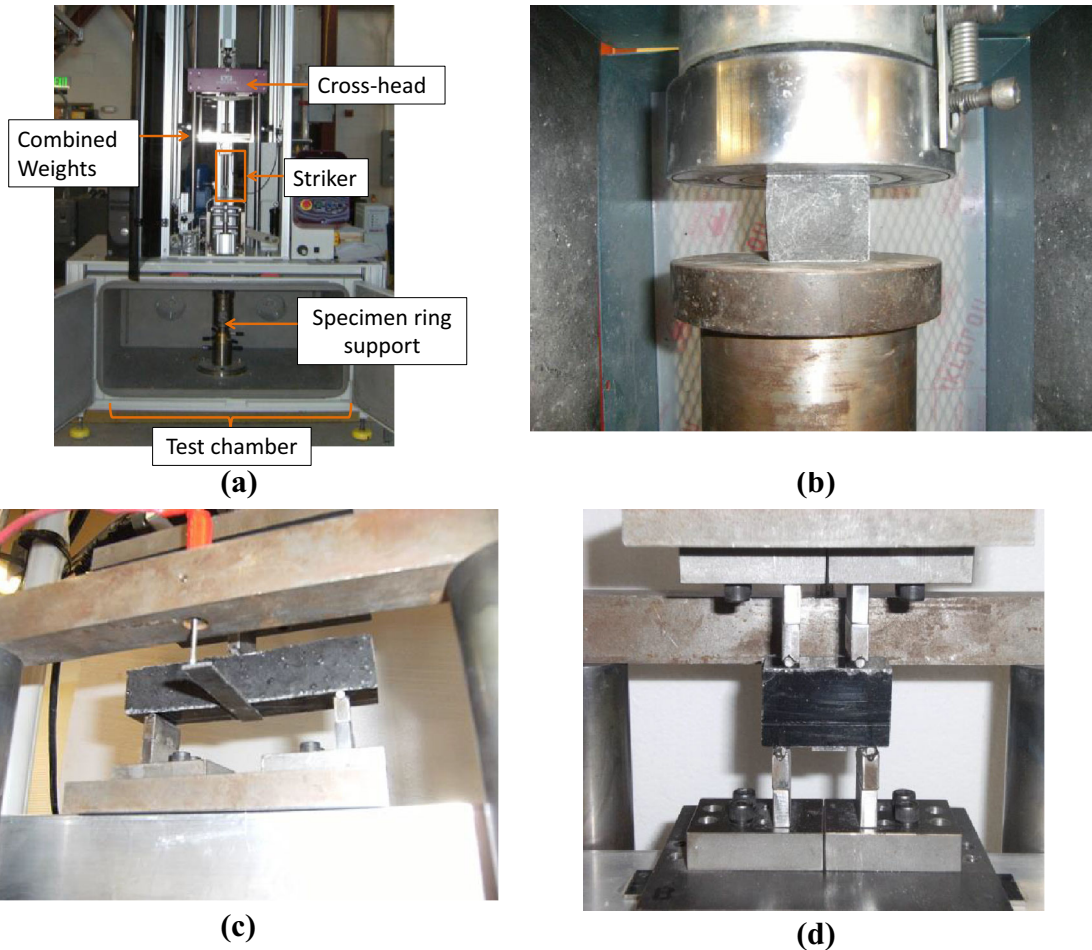 Cross-head
Combined
Weights
Striker
Specimen ring
support
Test chamber
(a)
(b)
(c)
(d)